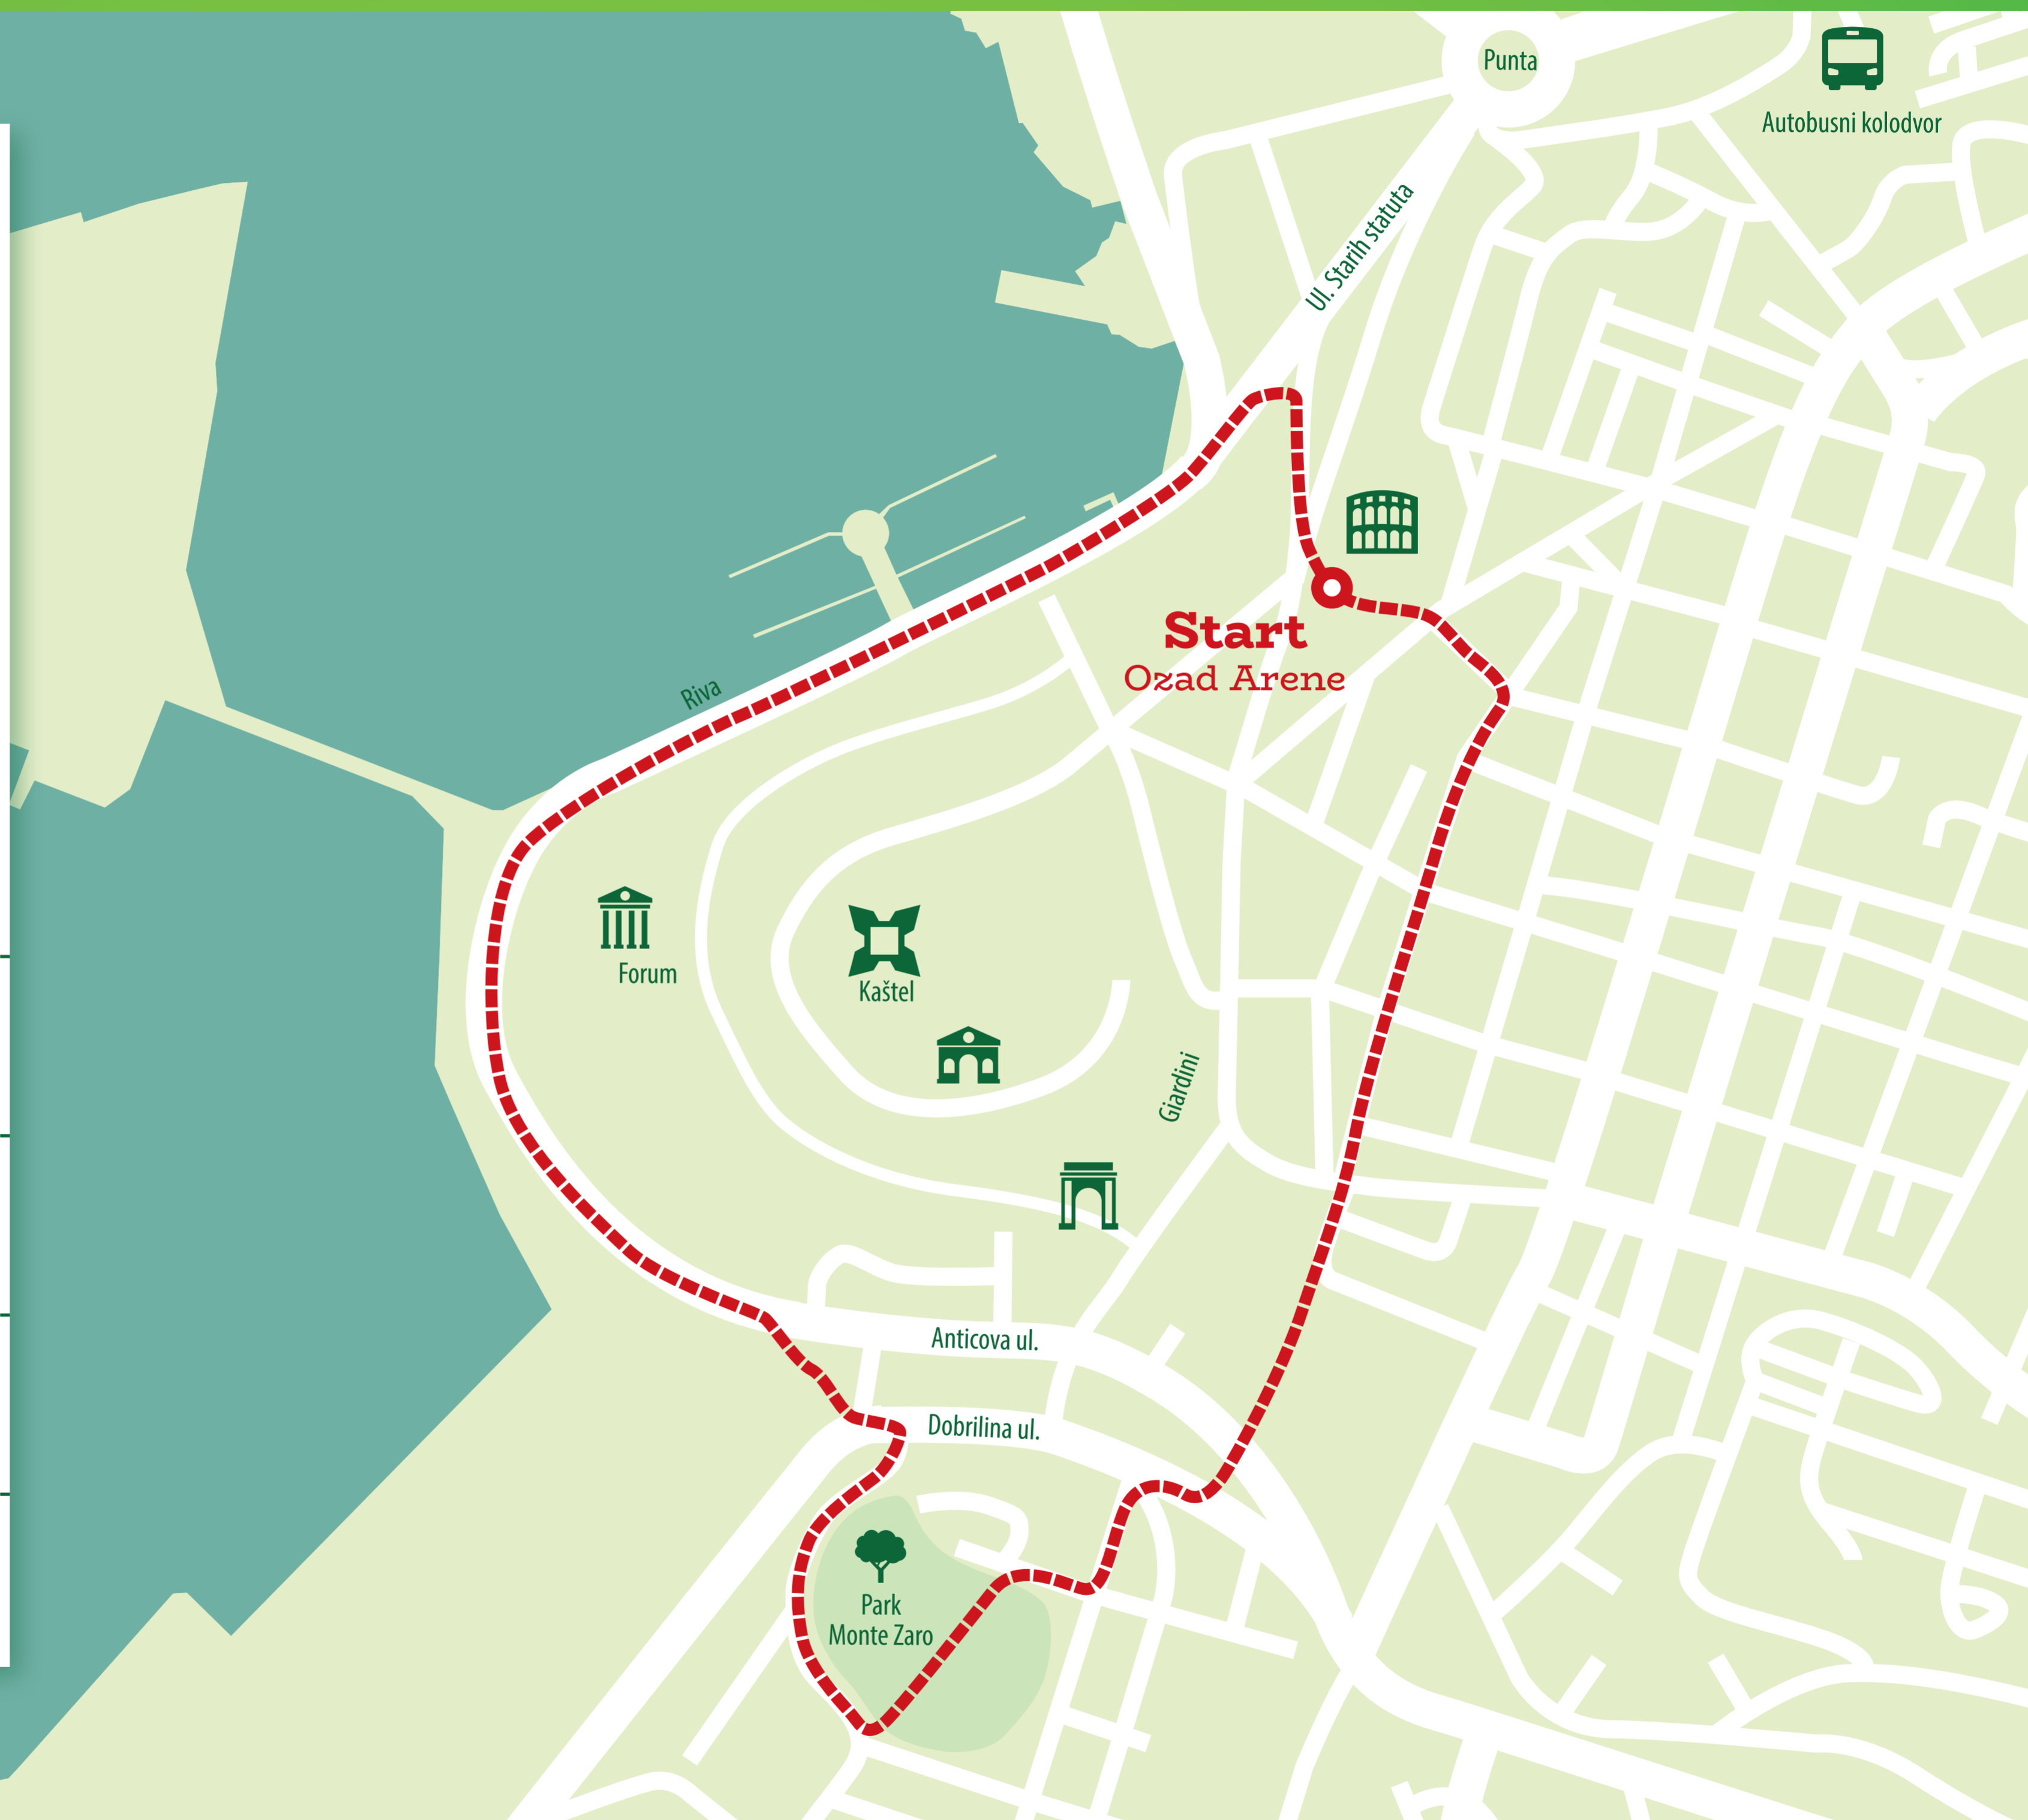 Punta
Autobusni kolodvor
Ul. Starih statuta
Start
Ozad Arene
Riva
Forum
Kaštel
Giardini
Anticova ul.
Dobrilina ul.
Park
Monte Zaro